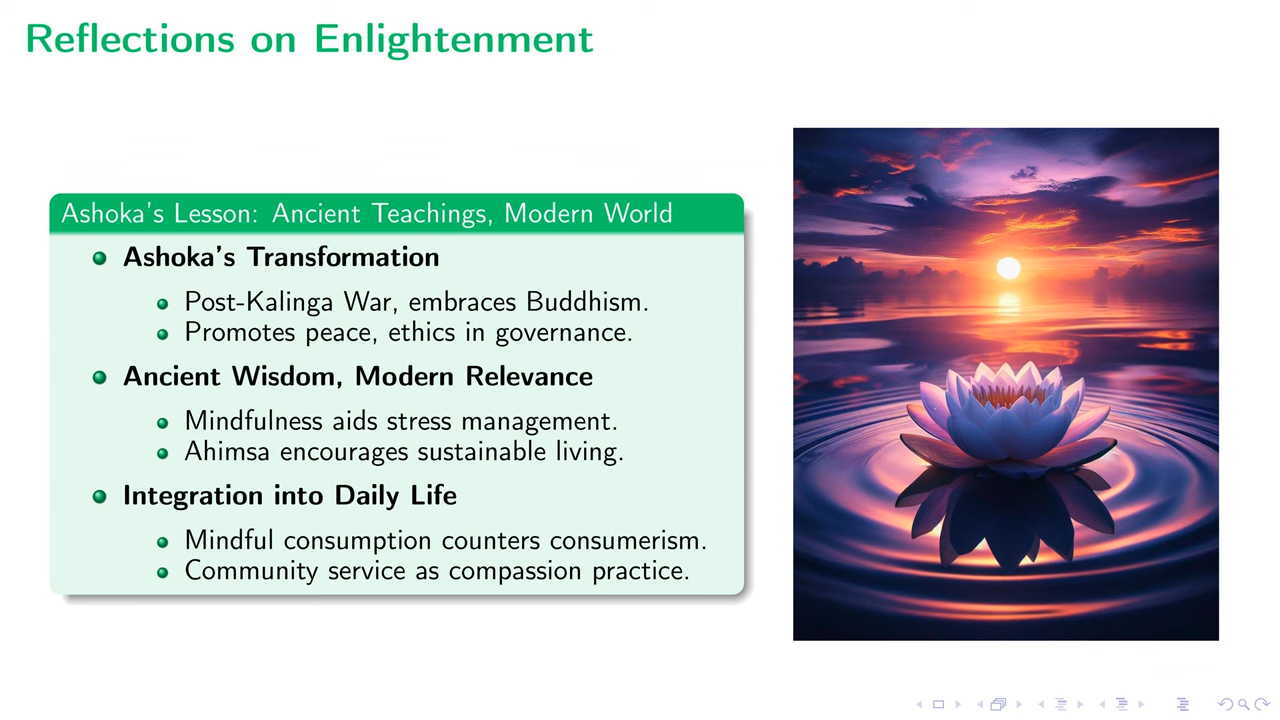 Reflections on Enlightenment
Ashoka's Lesson: Ancient Teachings, Modern World
Ashoka's Transformation
Post-Kalinga War, embraces Buddhism.
Promotes peace, ethics in governance.
Ancient Wisdom, Modern Relevance
Mindfulness aids stress management.
Ahimsa encourages sustainable living.
Integration into Daily Life
Mindful consumption counters consumerism.
Community service as compassion practice.